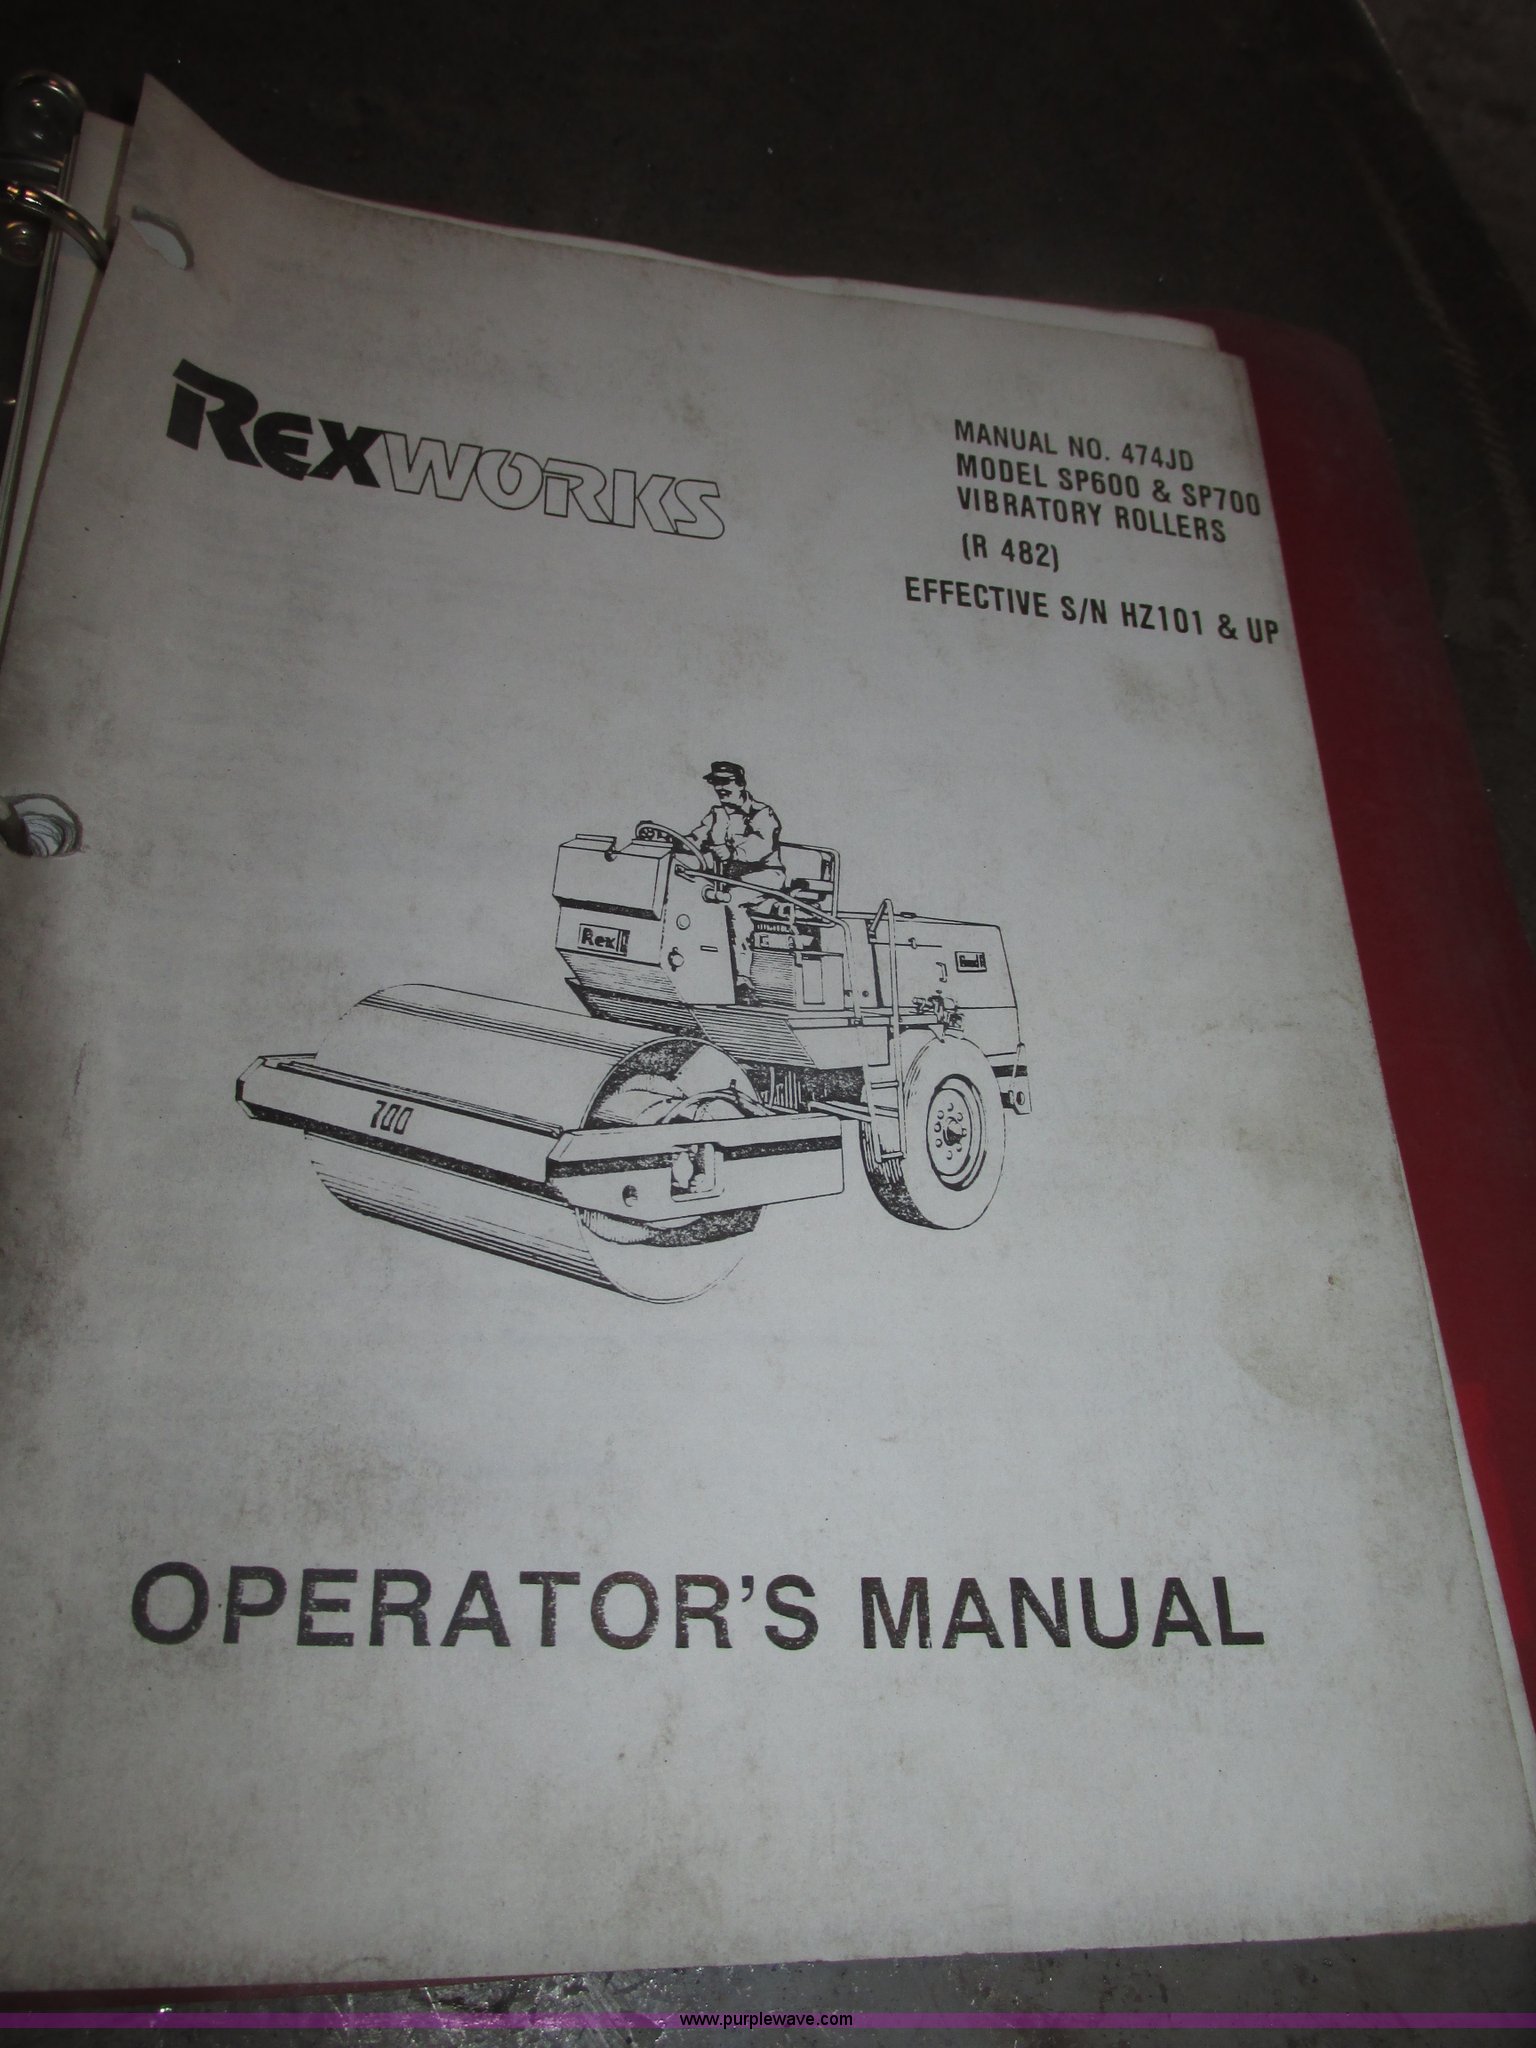 REXWORKS
MANUAL NO. 474JD
MODEL SP600 & SP700
VIBRATORY ROLLERS
(R 482)
EFFECTIVE S/N HZ101 & UP
Rex
700
OPERATOR'S MANUAL
www.purplewave.com